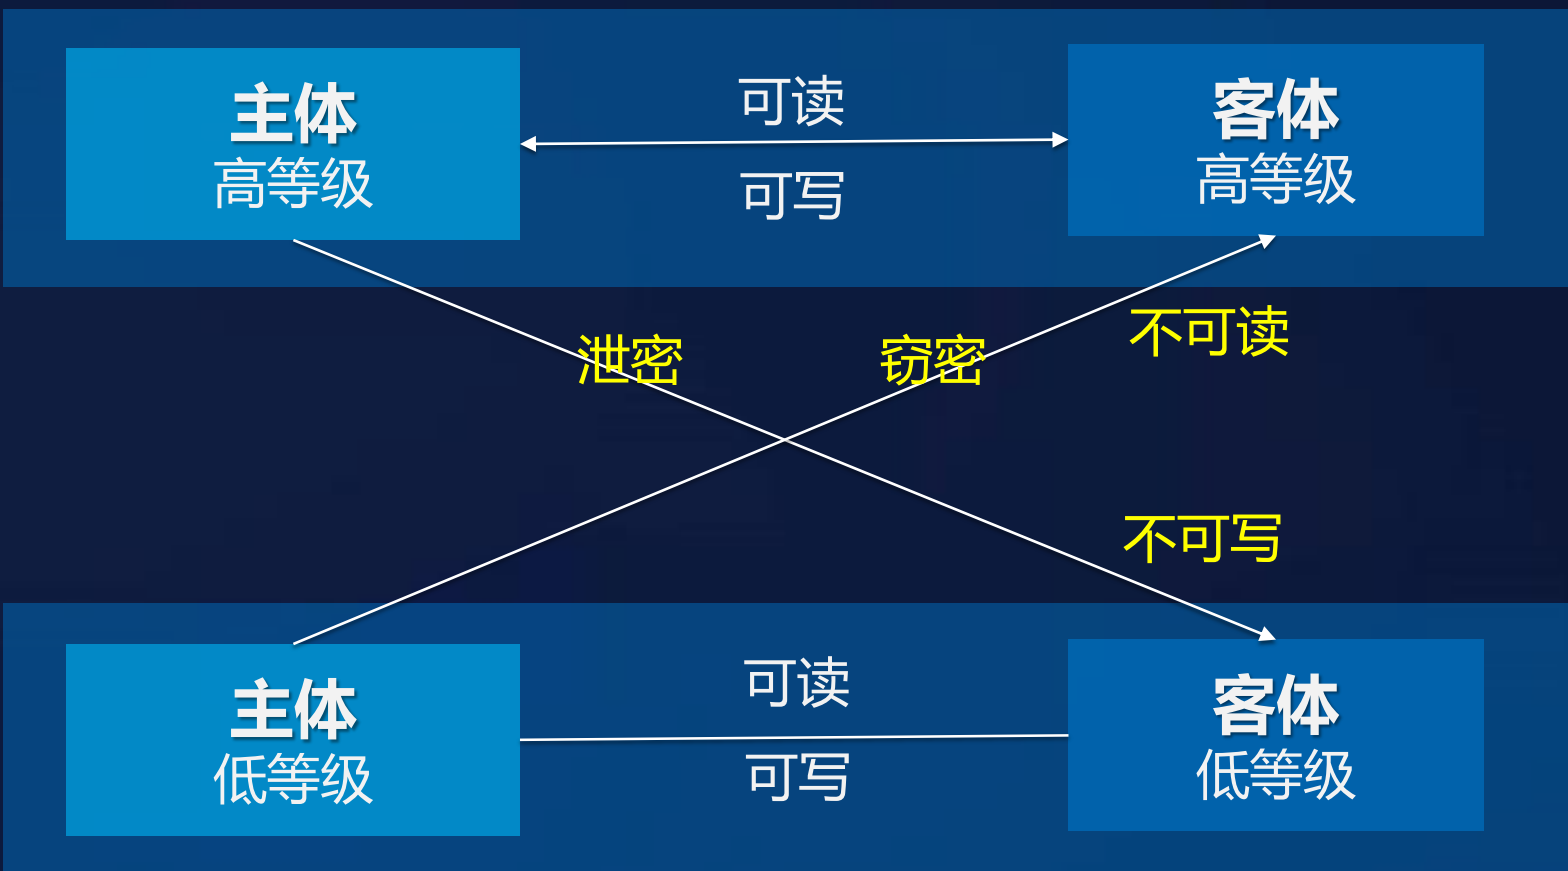 主体
高等级
可读
可写
客体
高等级
泄密
窃密
不可读
不可写
主体
低等级
可读
可写
客体
低等级